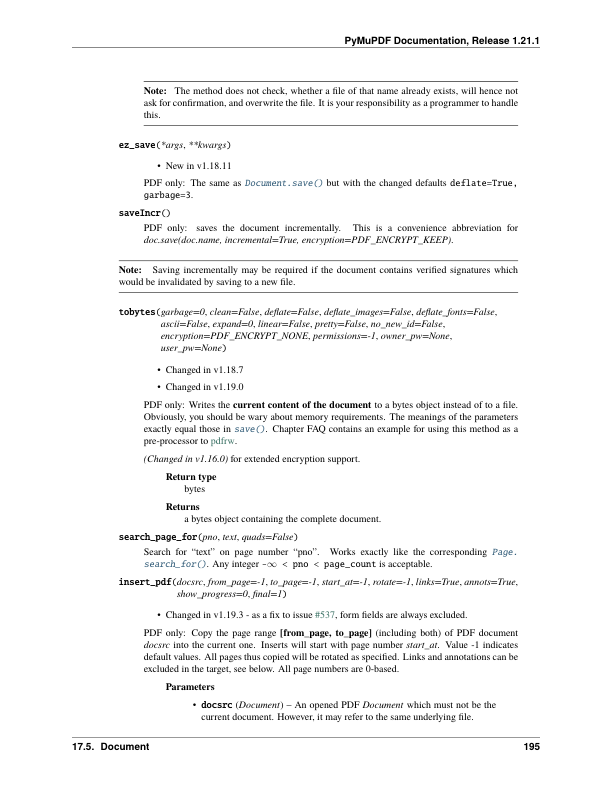 PyMuPDF Documentation, Release 1.21.1
Note: The method does not check, whether a file of that name already exists, will hence not
ask for confirmation, and overwrite the file. It is your responsibility as a programmer to handle
this.
ez_save(*args, **kwargs)
• New in v1.18.11
PDF only: The same as Document.save() but with the changed defaults deflate=True,
garbage=3.
saveIncr()
PDF only: saves the document incrementally. This is a convenience abbreviation for
doc.save(doc.name, incremental=True, encryption=PDF_ENCRYPT_KEEP).
Note: Saving incrementally may be required if the document contains verified signatures which
would be invalidated by saving to a new file.
tobytes(garbage=0, clean=False, deflate=False, deflate_images=False, deflate_fonts=False,
ascii=False, expand=0, linear=False, pretty=False, no_new_id=False,
encryption=PDF_ENCRYPT_NONE, permissions=-1, owner_pw=None,
user_pw=None)
• Changed in v1.18.7
• Changed in v1.19.0
PDF only: Writes the current content of the document to a bytes object instead of to a file.
Obviously, you should be wary about memory requirements. The meanings of the parameters
exactly equal those in save(). Chapter FAQ contains an example for using this method as a
pre-processor to pdfrw.
(Changed in v1.16.0) for extended encryption support.
Return type
bytes
Returns
a bytes object containing the complete document.
search_page_for(pno, text, quads=False)
Search for “text” on page number “pno”. Works exactly like the corresponding Page.
search_for(). Any integer -∞ < pno < page_count is acceptable.
insert_pdf(docsrc, from_page=-1, to_page=-1, start_at=-1, rotate=-1, links=True, annots=True,
show_progress=0, final=1)
• Changed in v1.19.3 - as a fix to issue #537, form fields are always excluded.
PDF only: Copy the page range [from_page, to_page] (including both) of PDF document
docsrc into the current one. Inserts will start with page number start_at. Value -1 indicates
default values. All pages thus copied will be rotated as specified. Links and annotations can be
excluded in the target, see below. All page numbers are 0-based.
Parameters
• docsrc (Document) – An opened PDF Document which must not be the
current document. However, it may refer to the same underlying file.
17.5. Document 195